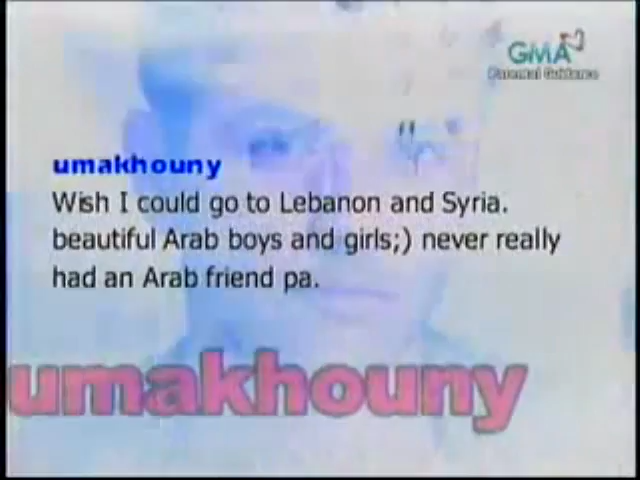 GMA
Parental Guidance
umakhouny
Wish I could go to Lebanon and Syria.
beautiful Arab boys and girls;) never really
had an Arab friend pa.
umakhouny